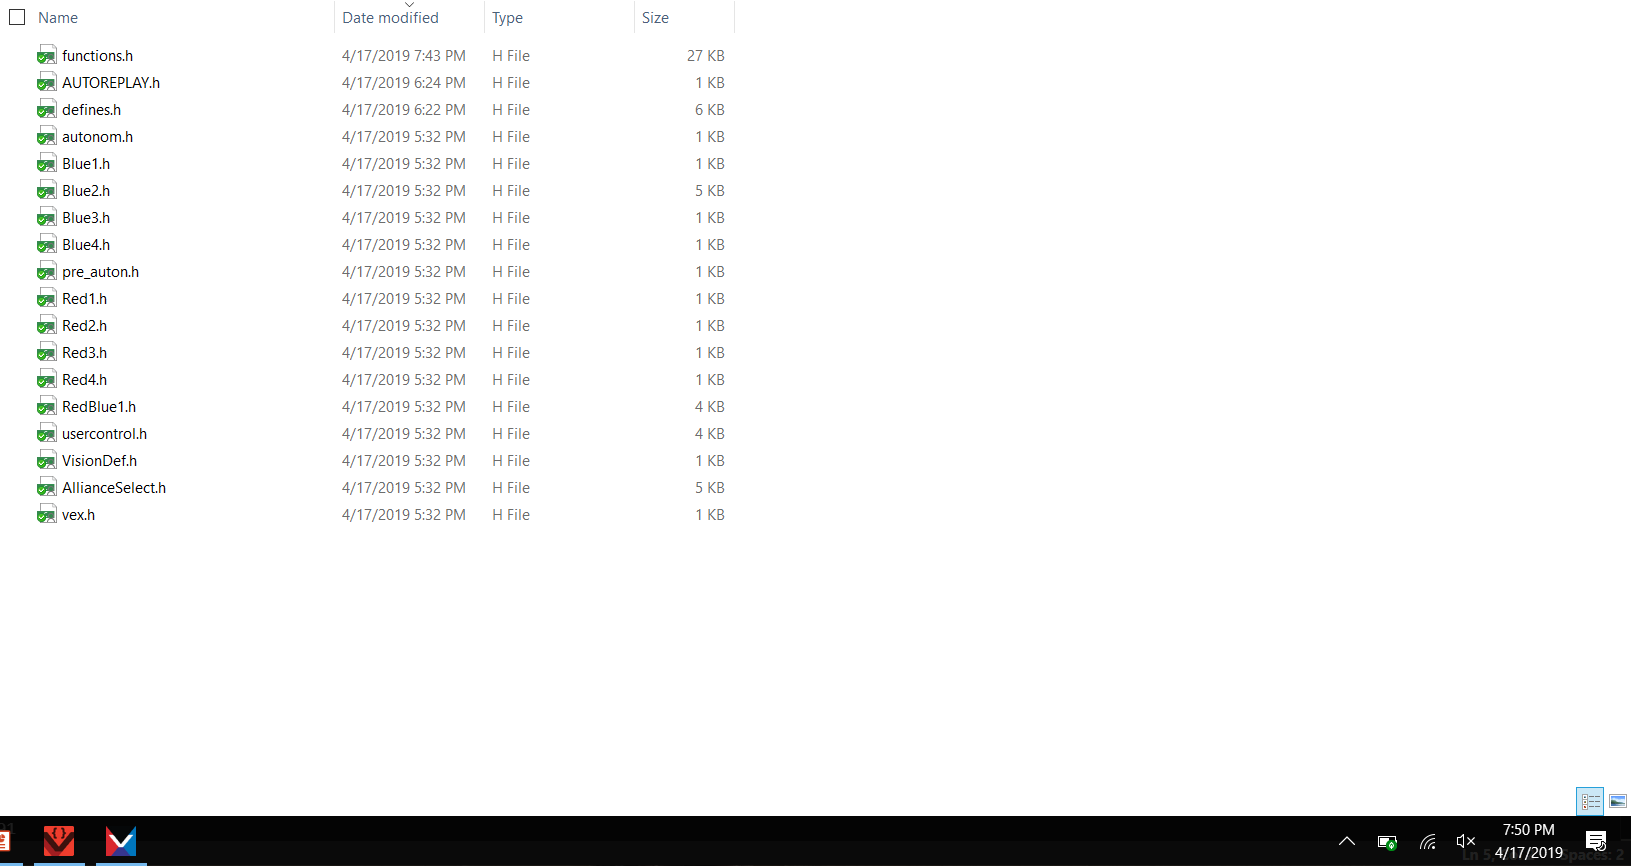 Name Date modified Type Size
functions.h 4/17/2019 7:43 PM H File 27 KB
AUTOREPLAY.h 4/17/2019 6:24 PM H File 1 KB
defines.h 4/17/2019 6:22 PM H File 6 KB
autonom.h 4/17/2019 5:32 PM H File 1 KB
Blue1.h 4/17/2019 5:32 PM H File 1 KB
Blue2.h 4/17/2019 5:32 PM H File 5 KB
Blue3.h 4/17/2019 5:32 PM H File 1 KB
Blue4.h 4/17/2019 5:32 PM H File 1 KB
pre_auton.h 4/17/2019 5:32 PM H File 1 KB
Red1.h 4/17/2019 5:32 PM H File 1 KB
Red2.h 4/17/2019 5:32 PM H File 1 KB
Red3.h 4/17/2019 5:32 PM H File 1 KB
Red4.h 4/17/2019 5:32 PM H File 1 KB
RedBlue1.h 4/17/2019 5:32 PM H File 4 KB
usercontrol.h 4/17/2019 5:32 PM H File 4 KB
VisionDef.h 4/17/2019 5:32 PM H File 1 KB
AllianceSelect.h 4/17/2019 5:32 PM H File 5 KB
vex.h 4/17/2019 5:32 PM H File 1 KB
7:50 PM
4/17/2019